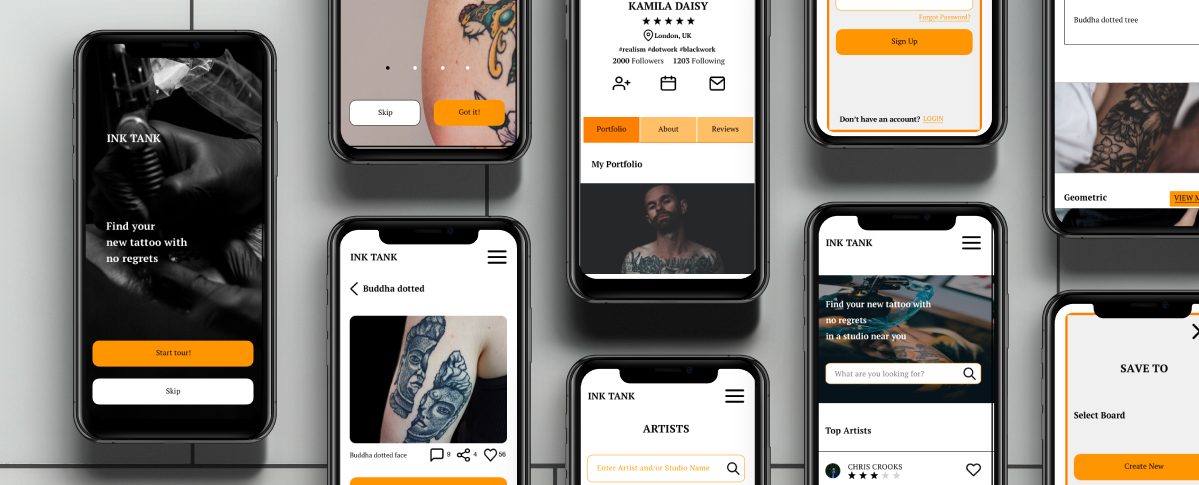 INK TANK
Find your
new tattoo with
no regrets
Start tour!
Skip
Skip
Got it!
INK TANK
Buddha dotted
Buddha dotted face
9
4
56
KAMILA DAISY
London, UK
#realism #dotwork #blackwork
2000 Followers 1203 Following
Portfolio
About
Reviews
My Portfolio
INK TANK
ARTISTS
Enter Artist and/or Studio Name
Forgot Password?
Sign Up
Don't have an account? LOGIN
INK TANK
Find your new tattoo with
no regrets
in a studio near you
What are you looking for?
Top Artists
CHRIS CROOKS
Buddha dotted tree
Geometric
VIEW
SAVE TO
Select Board
Create New